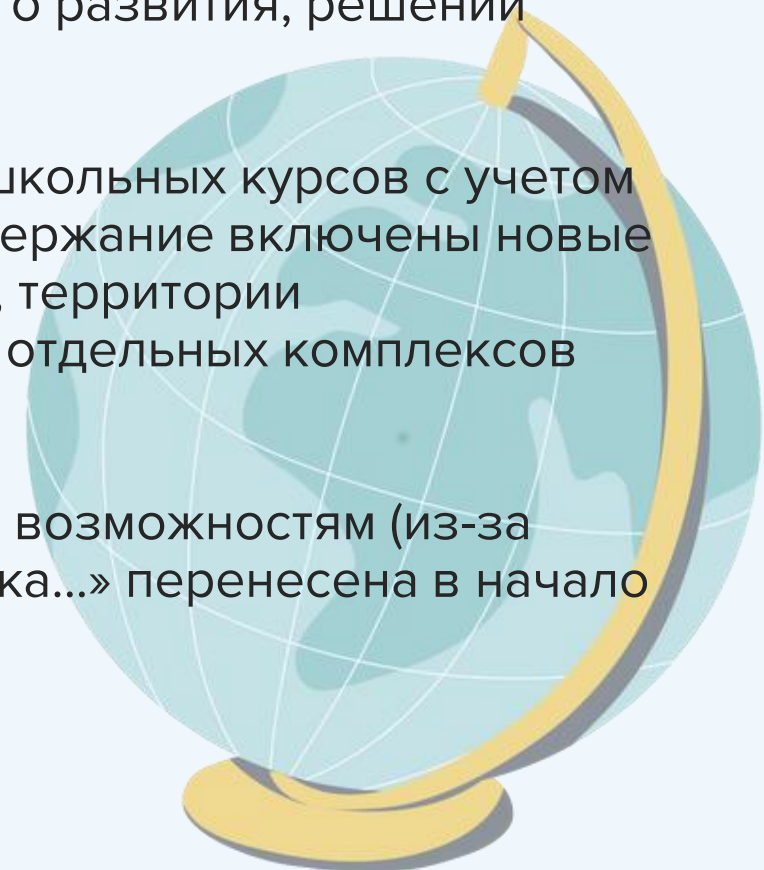 о развития, решений
школьных курсов с учетом
ержание включены новые
, территории
отдельных комплексов
возможностям (из-за
ка...» перенесена в начало